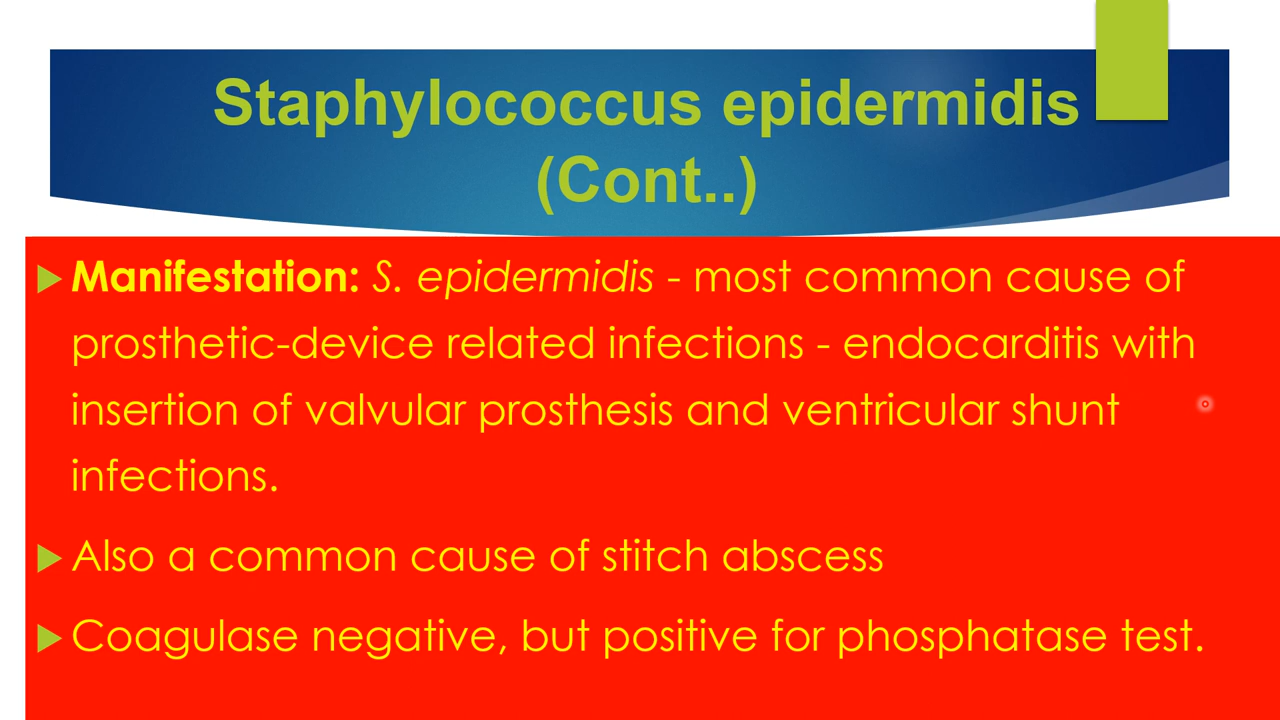 Staphylococcus epidermidis
(Cont..)
Manifestation: S. epidermidis - most common cause of
prosthetic-device related infections - endocarditis with
insertion of valvular prosthesis and ventricular shunt
infections.
Also a common cause of stitch abscess
Coagulase negative, but positive for phosphatase test.